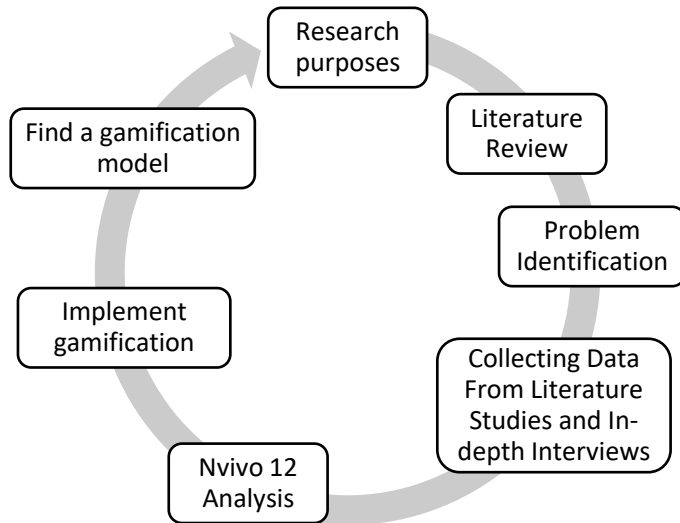 Research
purposes
Literature
Review
Problem
Identification
Collecting Data
From Literature
Studies and In-
depth Interviews
Nvivo 12
Analysis
Implement
gamification
Find a gamification
model